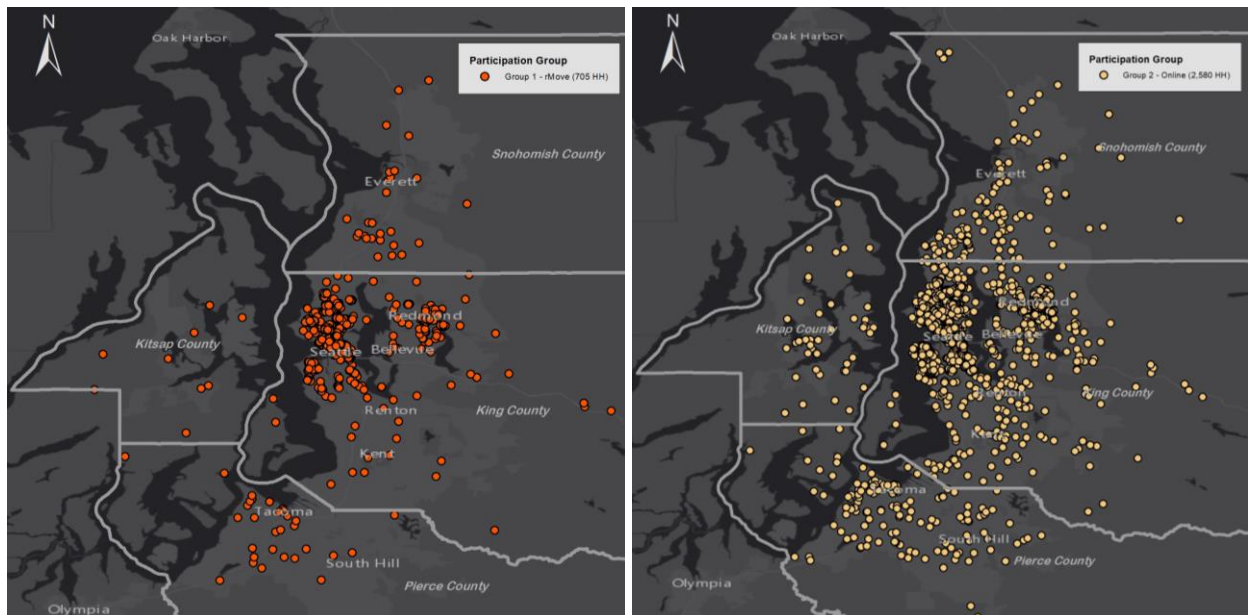 N
Oak Harbor
Participation Group
Group 1 - rMove (705 HH)
Snohomish County
Everett
Redmond
Kitsap County
Seattle
Bellevue
King County
Renton
Kent
Tacoma
South Hill
Pierce County
Olympia
N
Oak Harbor
Participation Group
Group 2 - Online (2,580 HH)
Snohomish County
Everett
Redmond
Kitsap County
Seattle
Bellevue
King County
Renton
Kent
Tacoma
South Hill
Pierce County
Olympia